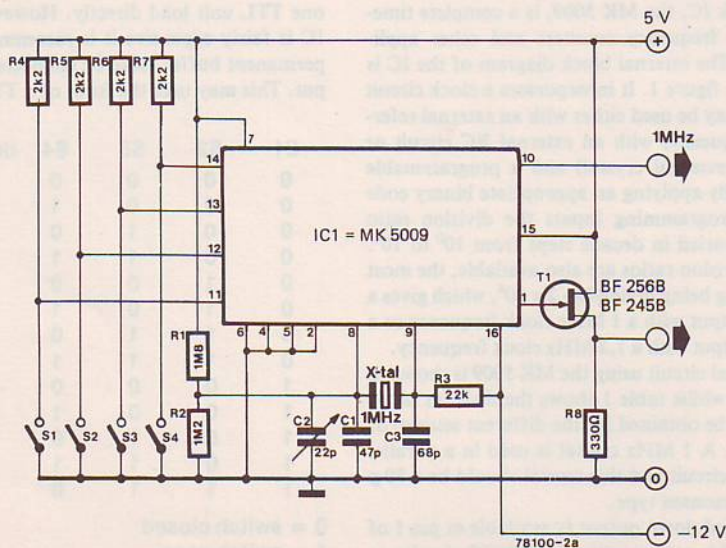 5 V
+
R4
R5
R6
R7
2k2
2k2
2k2
2k2
7
14
10
1MHz
13
15
IC1 = MK 5009
12
T1
BF 256B
BF 245B
11
1
6
4
5
2
8
9
16
R1
1M8
X-tal
1MHz
R3
22k
R2
1M2
C2
22p
C1
47p
C3
68p
R8
330Ω
S1
S2
S3
S4
0
78100-2a
−
−12 V